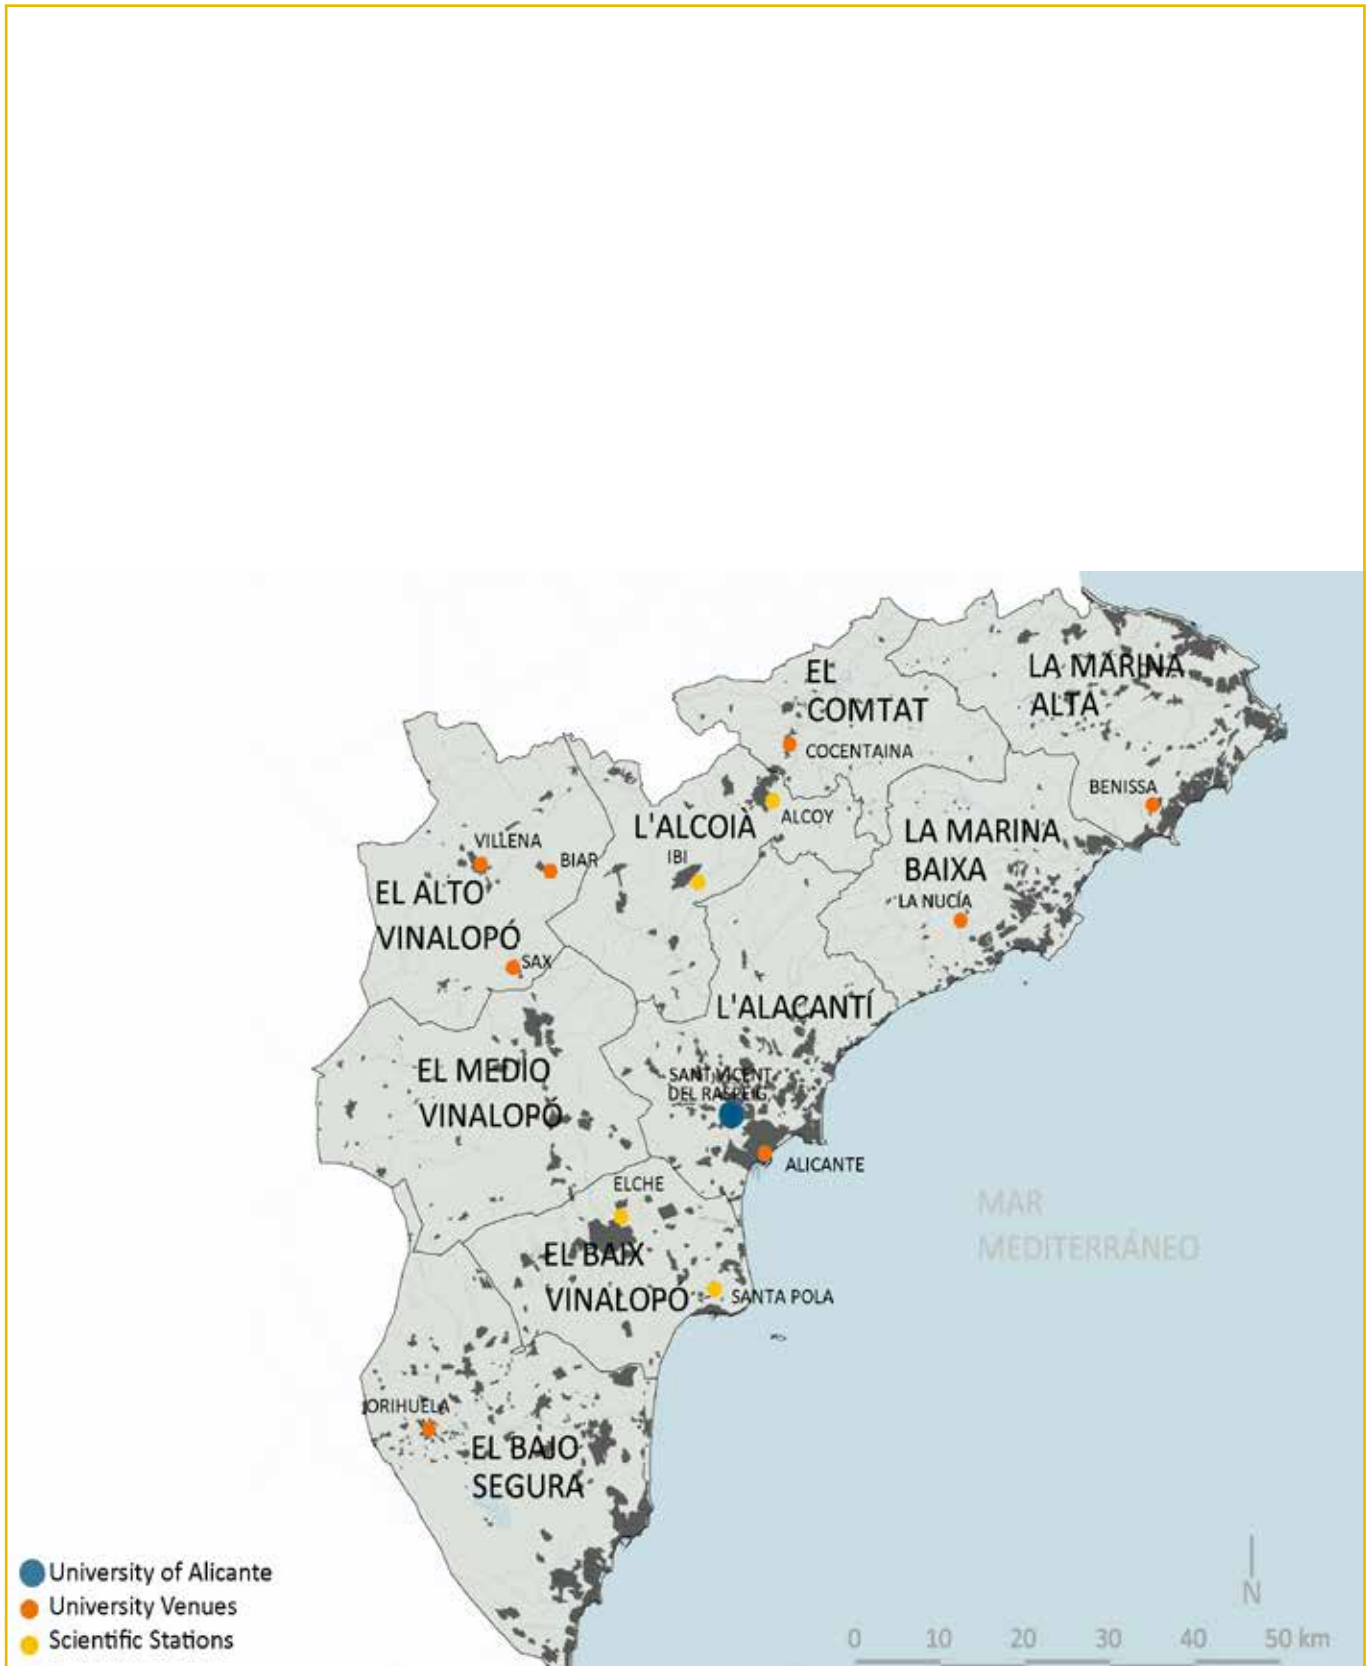 EL
COMTAT
LA MARINA
ALTA
COCENTAINA
BENISSA
L'ALCOIÀ
ALCOY
LA MARINA
BAIXA
VILLENA
BIAR
IBI
EL ALTO
VINALOPÓ
LA NUCÍA
SAX
L'ALACANTÍ
EL MEDIO
VINALOPÓ
SANT VICENT
DEL RASPEIG
ALICANTE
ELCHE
MAR
MEDITERRÁNEO
EL BAIX
VINALOPÓ
SANTA POLA
ORIHUELA
EL BAJO
SEGURA
University of Alicante
University Venues
Scientific Stations
N
0 10 20 30 40 50 km